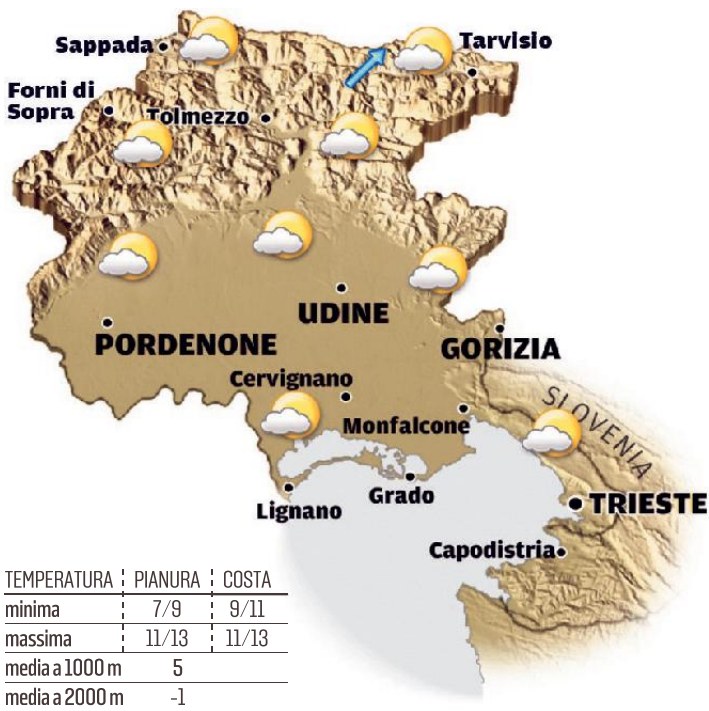 Sappada
Tarvisio
Forni di
Sopra
Tolmezzo
UDINE
PORDENONE
GORIZIA
Cervignano
SLOVENIA
Monfalcone
Grado
Lignano
TRIESTE
Capodistria
TEMPERATURA PIANURA COSTA
minima 7/9 9/11
massima 11/13 11/13
media a 1000 m 5
media a 2000 m -1